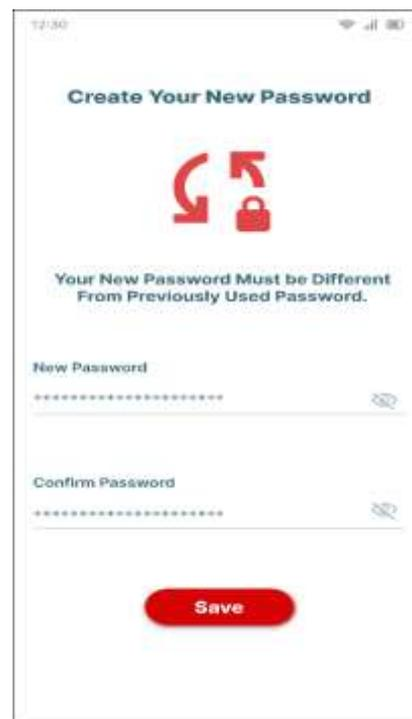 12:30
Create Your New Password
Your New Password Must be Different
From Previously Used Password.
New Password
*********************
Confirm Password
*********************
Save